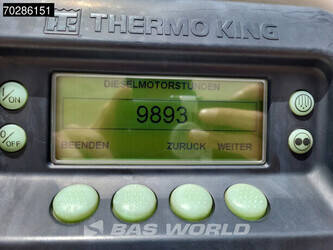 70286151
THERMO KING
DIESELMOTORSTUNDEN
I/ON
9893
0/OFF
BEENDEN ZURUCK WEITER
BAS WORLD